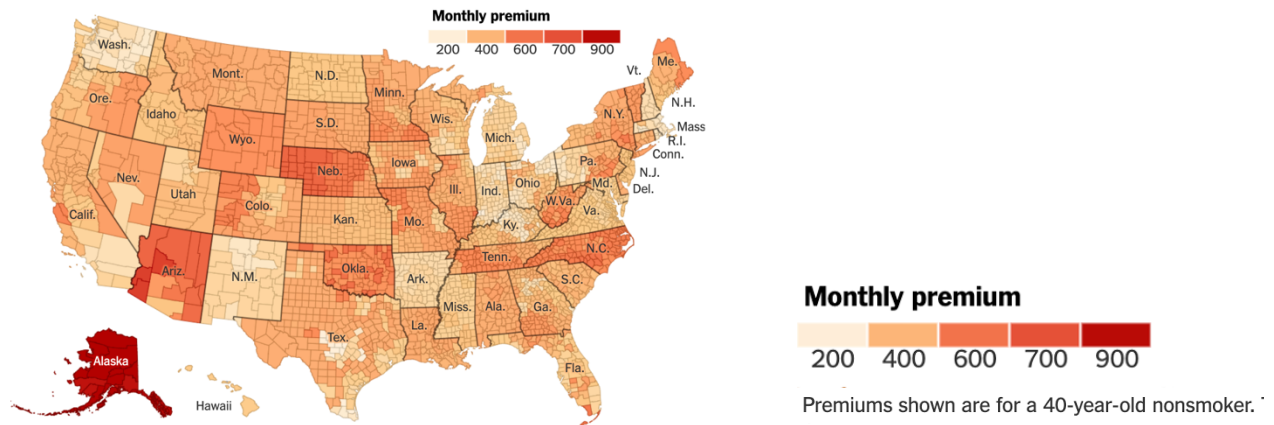 Monthly premium
200 400 600 700 900
Wash.
Mont.
N.D.
Minn.
Vt.
Me.
Ore.
Idaho
S.D.
Wis.
Mich.
N.Y.
N.H.
Mass
R.I.
Conn.
Wyo.
Neb.
Iowa
Pa.
N.J.
Nev.
Utah
Colo.
Kan.
Ill.
Ind.
Ohio
Md.
Del.
W.Va.
Va.
Calif.
Mo.
Ky.
Ariz.
N.M.
Okla.
Ark.
Tenn.
N.C.
S.C.
Tex.
La.
Miss.
Ala.
Ga.
Fla.
Alaska
Hawaii
Monthly premium
200 400 600 700 900
Premiums shown are for a 40-year-old nonsmoker.